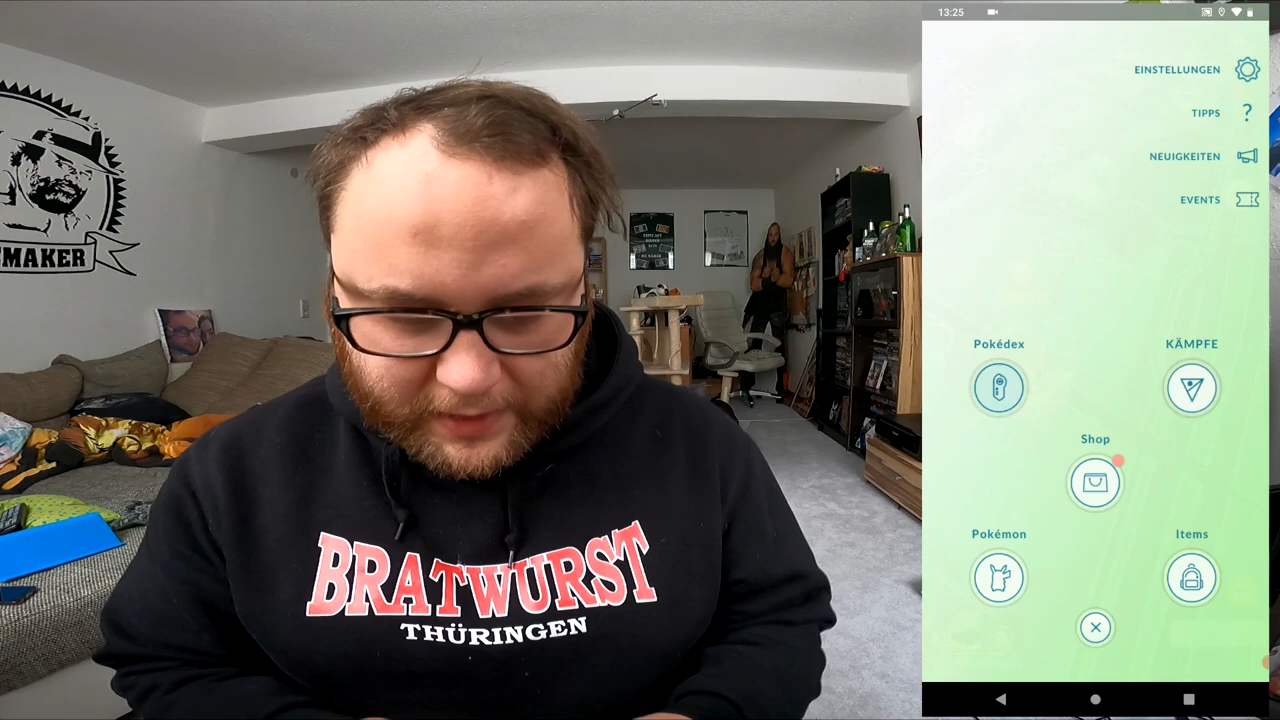 MAKER
BRATWURST
THÜRINGEN
13:25
EINSTELLUNGEN
TIPPS
?
NEUIGKEITEN
EVENTS
Pokédex
KÄMPFE
Shop
Pokémon
Items